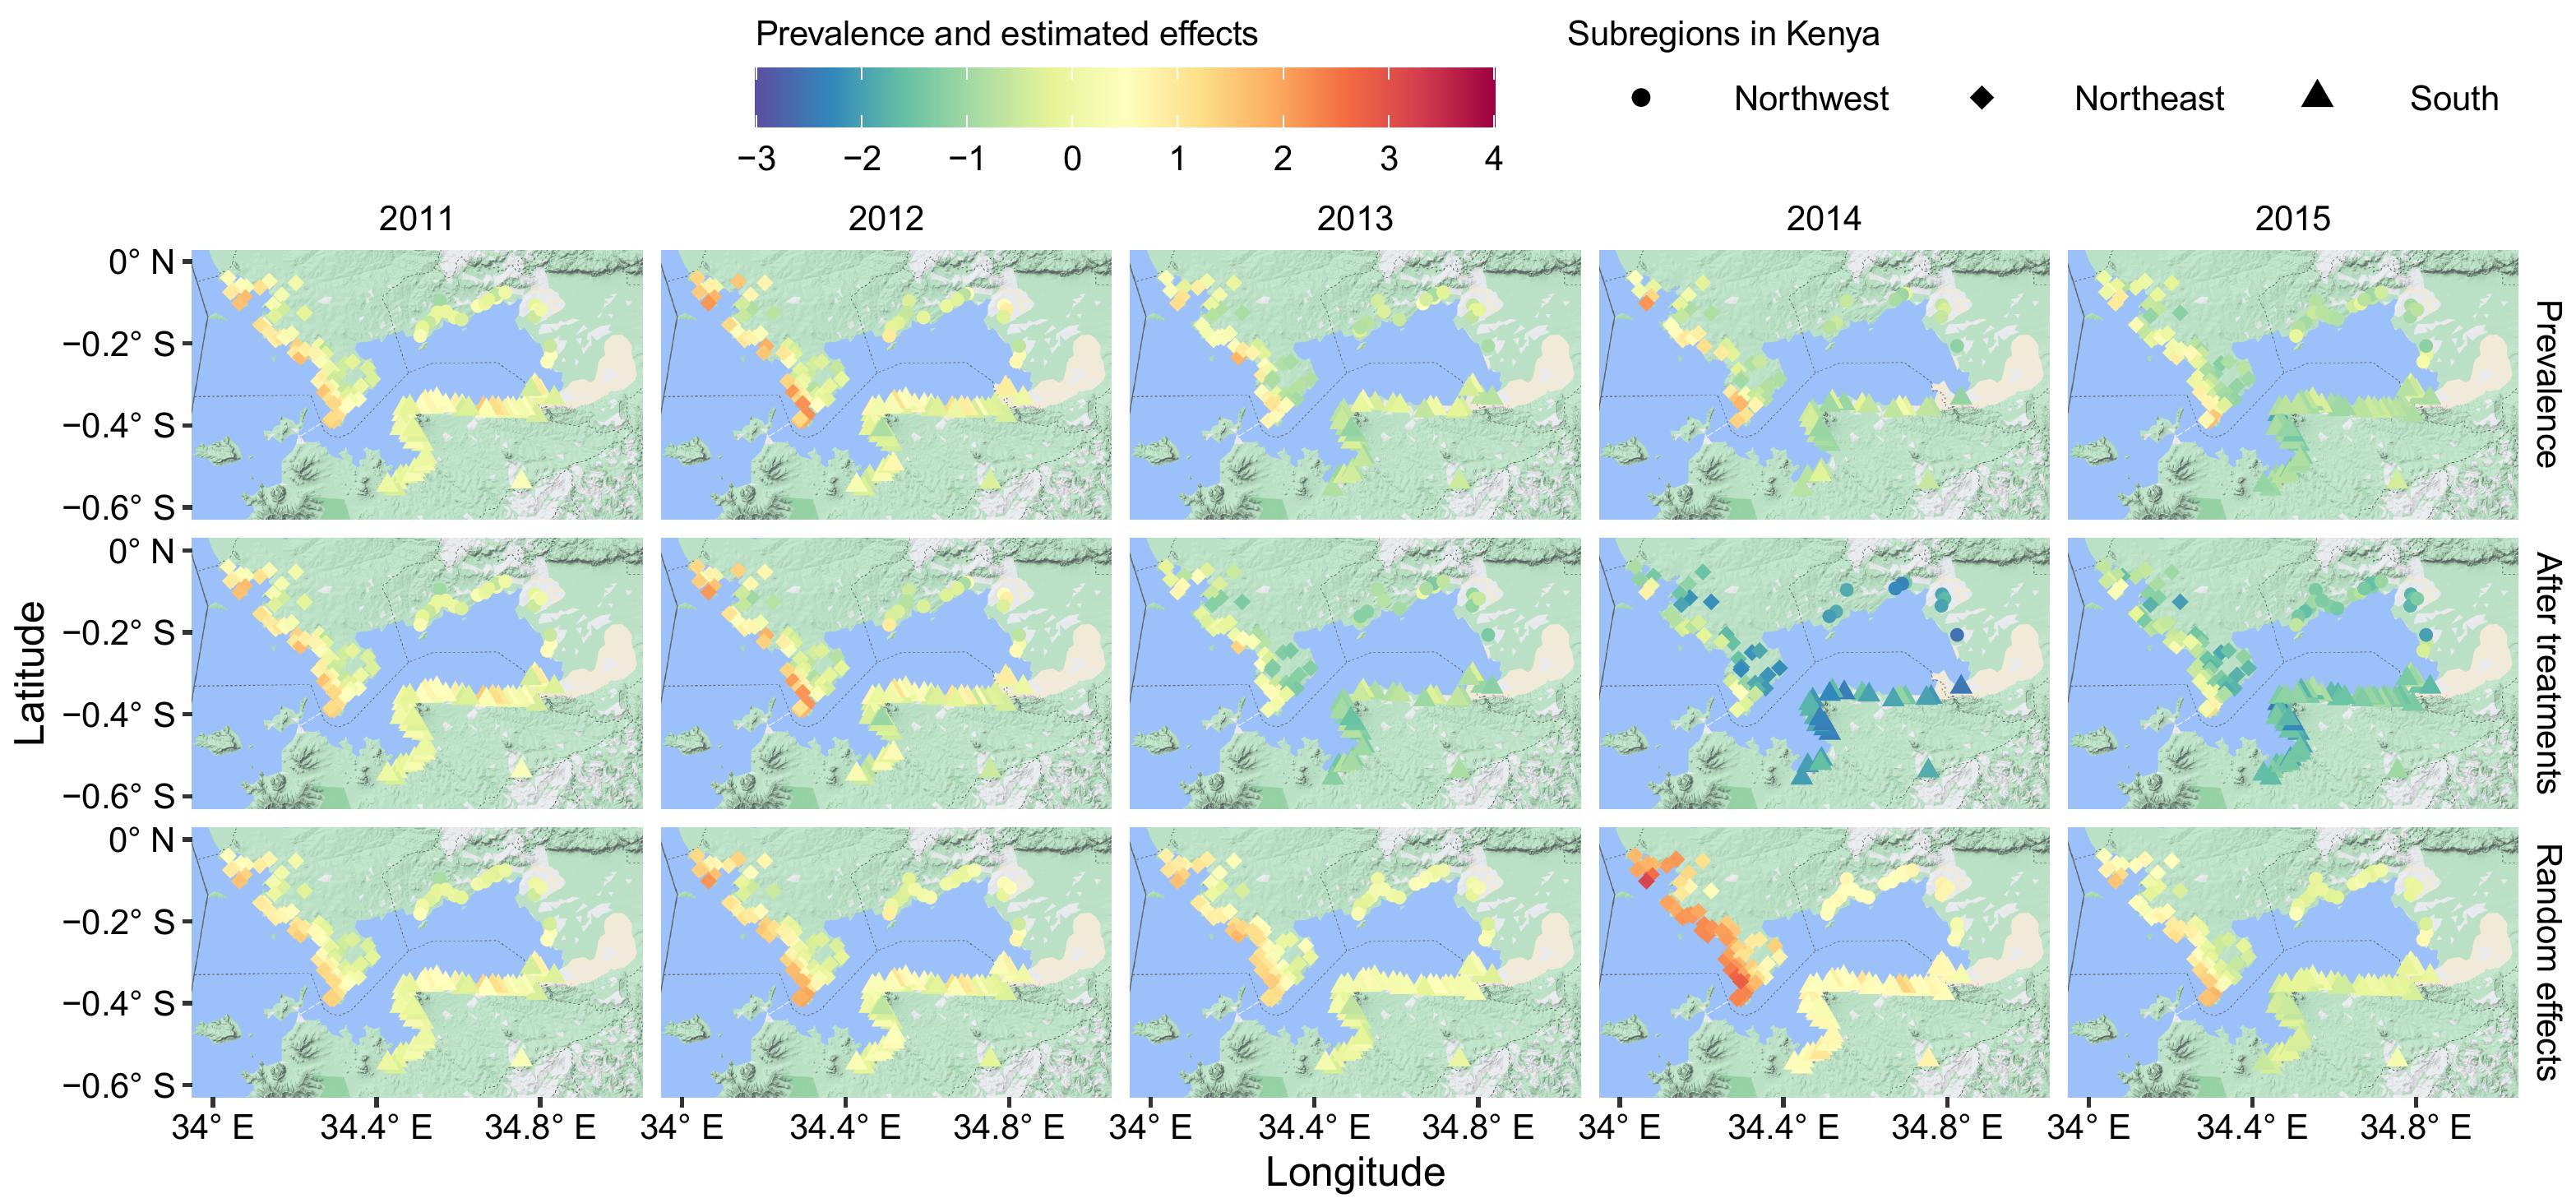 Prevalence and estimated effects
−3 −2 −1 0 1 2 3 4
Subregions in Kenya
Northwest Northeast South
2011 2012 2013 2014 2015
0° N
−0.2° S
−0.4° S
−0.6° S
Prevalence
0° N
−0.2° S
−0.4° S
−0.6° S
After treatments
0° N
−0.2° S
−0.4° S
−0.6° S
Random effects
Latitude
34° E 34.4° E 34.8° E 34° E 34.4° E 34.8° E 34° E 34.4° E 34.8° E 34° E 34.4° E 34.8° E 34° E 34.4° E 34.8° E
Longitude